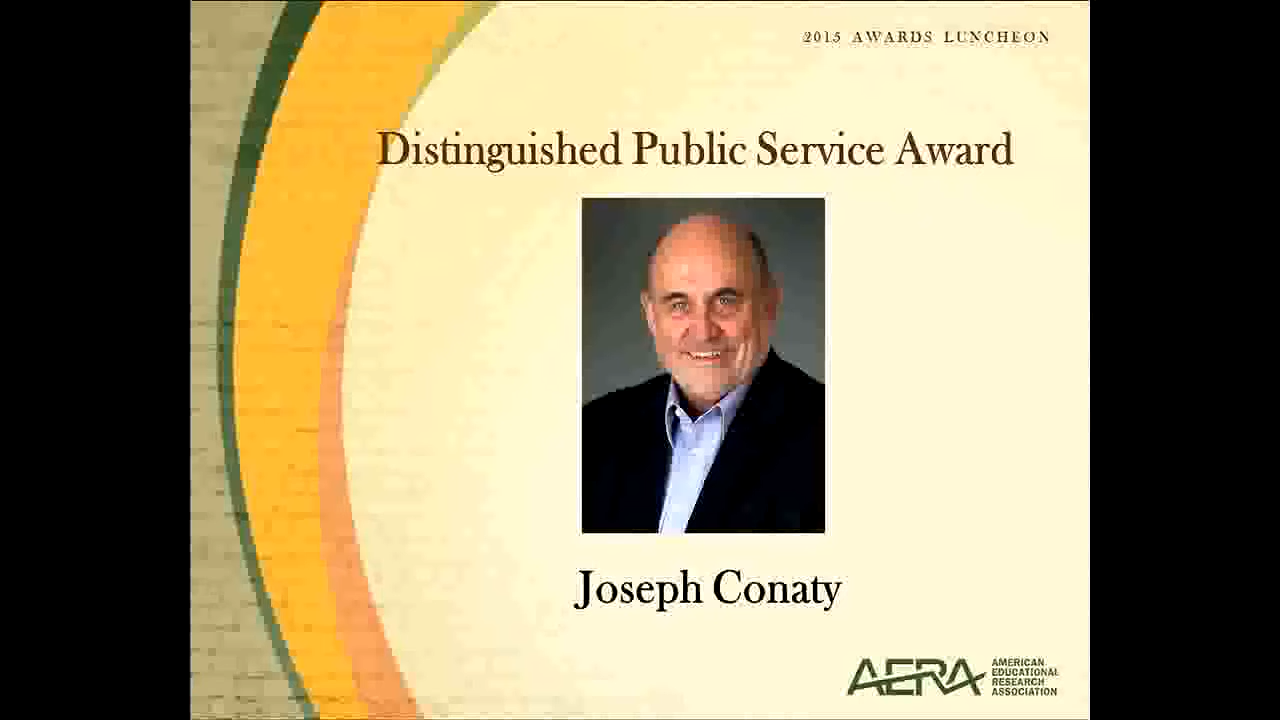 2015 AWARDS LUNCHEON
Distinguished Public Service Award
Joseph Conaty
AERA
AMERICAN
EDUCATIONAL
RESEARCH
ASSOCIATION